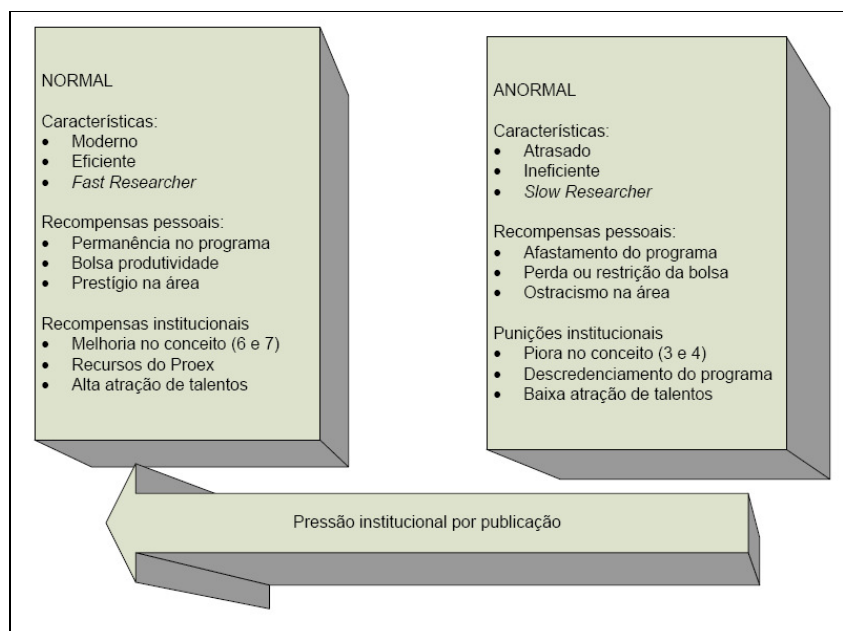 NORMAL
Características:
• Moderno
• Eficiente
• Fast Researcher
Recompensas pessoais:
• Permanência no programa
• Bolsa produtividade
• Prestígio na área
Recompensas institucionais
• Melhoria no conceito (6 e 7)
• Recursos do Proex
• Alta atração de talentos
ANORMAL
Características:
• Atrasado
• Ineficiente
• Slow Researcher
Recompensas pessoais:
• Afastamento do programa
• Perda ou restrição da bolsa
• Ostracismo na área
Punições institucionais
• Piora no conceito (3 e 4)
• Descredenciamento do programa
• Baixa atração de talentos
Pressão institucional por publicação